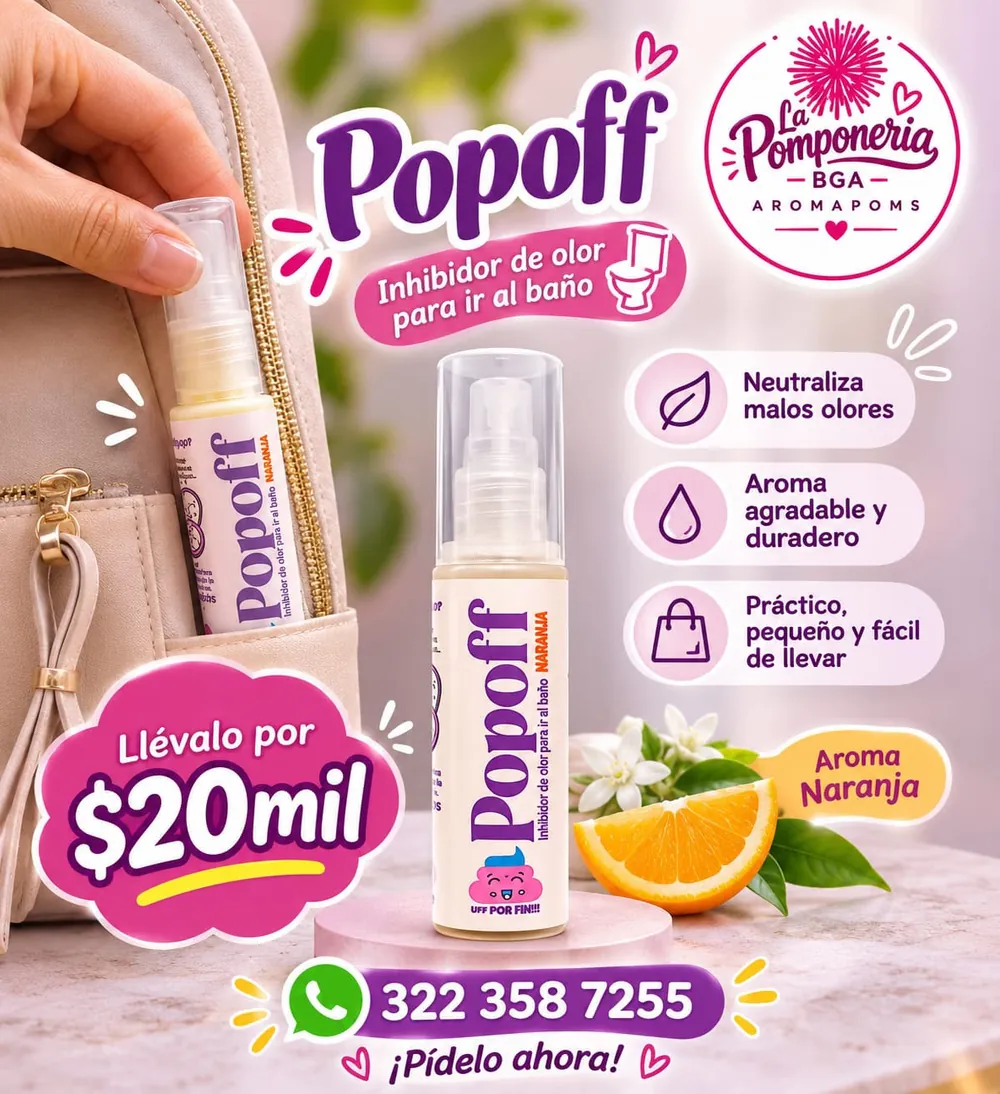 Popoff
Inhibidor de olor
para ir al baño
La
Pomponeria
BGA
AROMAPOMS
Neutraliza
malos olores
Aroma
agradable y
duradero
Práctico,
pequeño y fácil
de llevar
Popoff
NARANJA
Inhibidor de olor para ir al baño
Popoff
NARANJA
Inhibidor de olor para ir al baño
UFF POR FIN!!!
Aroma
Naranja
Llévalo por
$20mil
322 358 7255
¡Pídelo ahora!